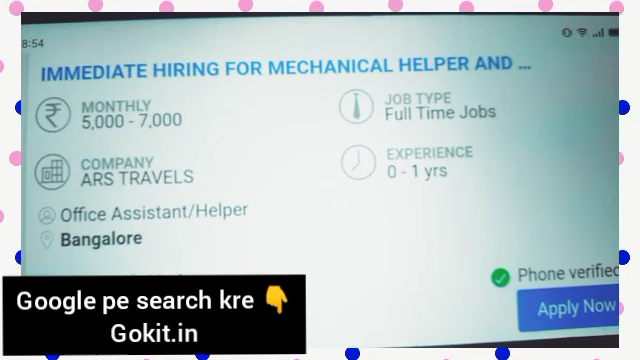 8:54
IMMEDIATE HIRING FOR MECHANICAL HELPER AND ...
MONTHLY
5,000 - 7,000
JOB TYPE
Full Time Jobs
COMPANY
ARS TRAVELS
EXPERIENCE
0 - 1 yrs
Office Assistant/Helper
Bangalore
Phone verified
Apply Now
Google pe search kre 👇
Gokit.in